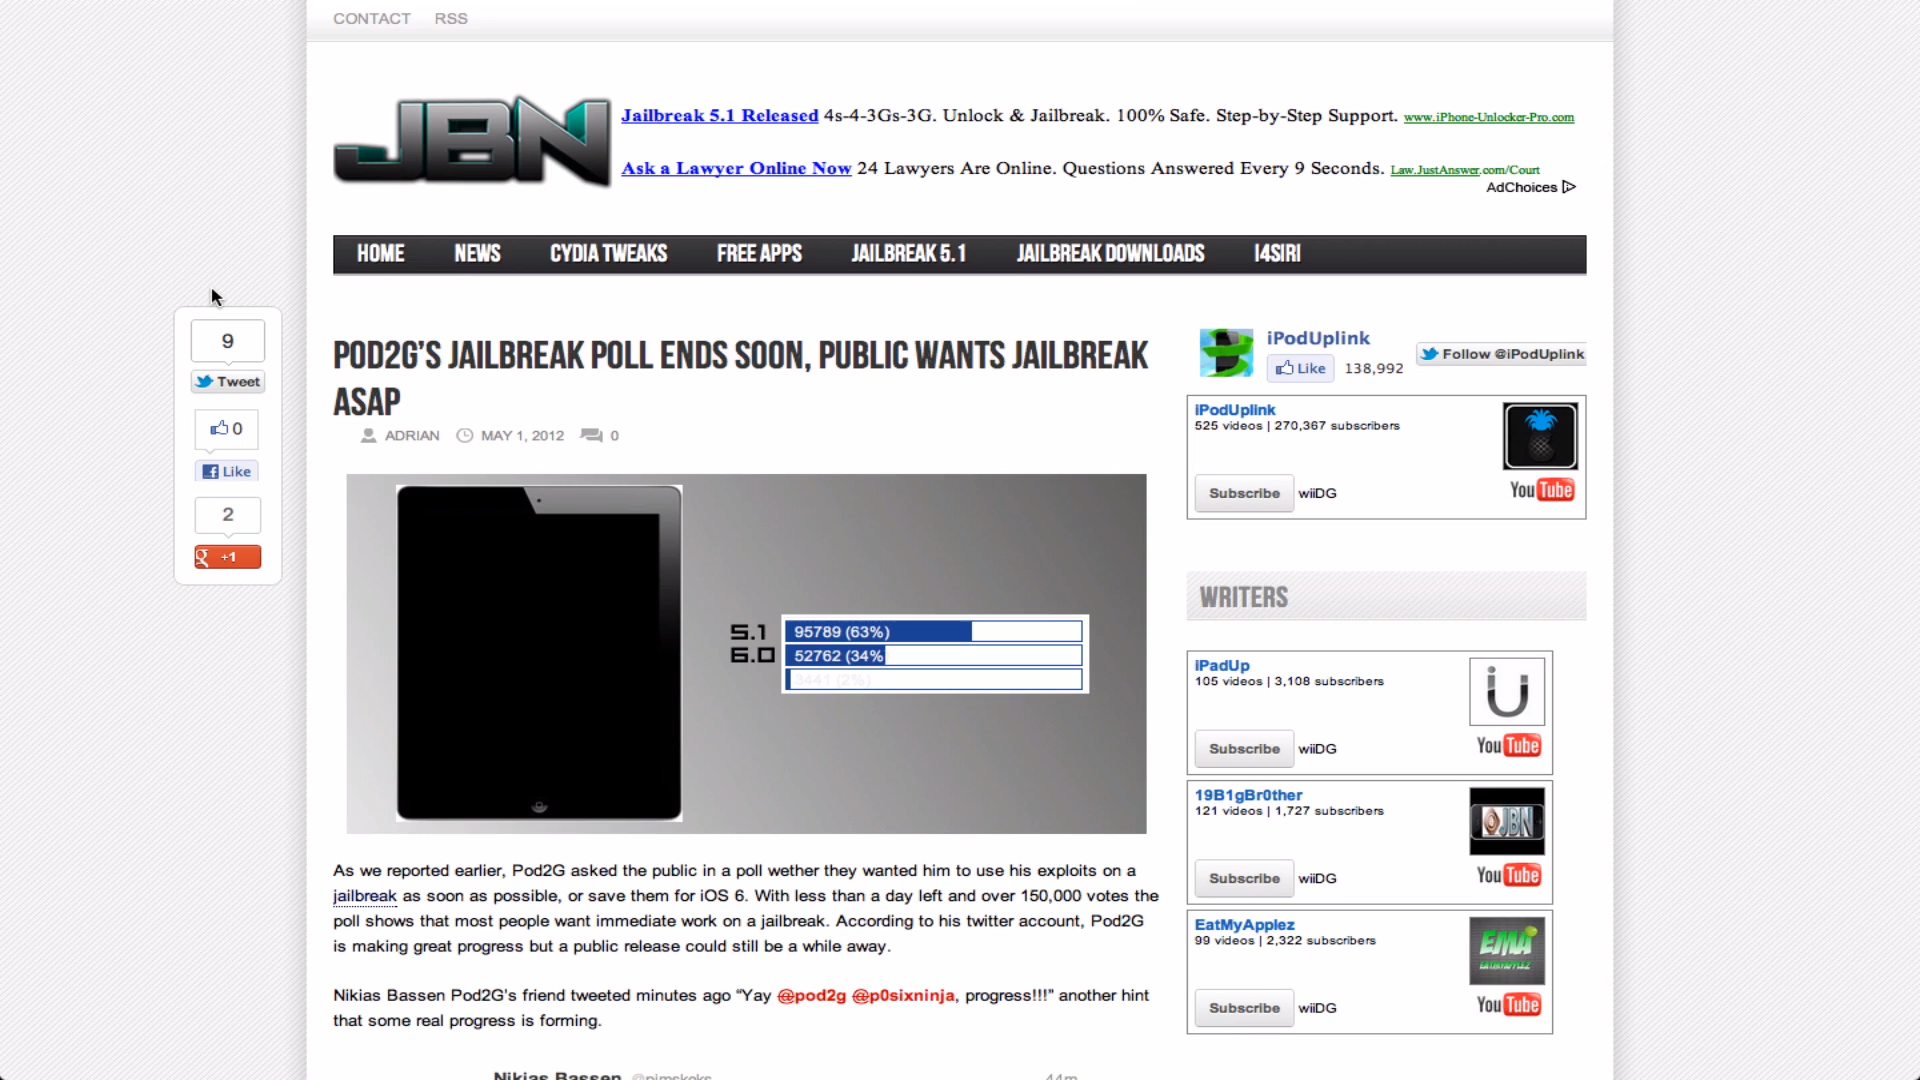 CONTACT RSS
JBN
Jailbreak 5.1 Released 4s-4-3Gs-3G. Unlock & Jailbreak. 100% Safe. Step-by-Step Support. www.iPhone-Unlocker-Pro.com
Ask a Lawyer Online Now 24 Lawyers Are Online. Questions Answered Every 9 Seconds. Law.JustAnswer.com/Court
AdChoices
HOME NEWS CYDIA TWEAKS FREE APPS JAILBREAK 5.1 JAILBREAK DOWNLOADS I4SIRI
9
Tweet
0
Like
2
g +1
POD2G'S JAILBREAK POLL ENDS SOON, PUBLIC WANTS JAILBREAK
ASAP
ADRIAN MAY 1, 2012 0
5.1 95789 (63%)
6.0 52762 (34%
3441 (2%)
As we reported earlier, Pod2G asked the public in a poll wether they wanted him to use his exploits on a
jailbreak as soon as possible, or save them for iOS 6. With less than a day left and over 150,000 votes the
poll shows that most people want immediate work on a jailbreak. According to his twitter account, Pod2G
is making great progress but a public release could still be a while away.
Nikias Bassen Pod2G's friend tweeted minutes ago “Yay @pod2g @p0sixninja, progress!!!” another hint
that some real progress is forming.
Nikias Bassen @pimskeks 44m
iPodUplink
Like 138,992
Follow @iPodUplink
iPodUplink
525 videos | 270,367 subscribers
Subscribe wiiDG
YouTube
WRITERS
iPadUp
105 videos | 3,108 subscribers
iU
Subscribe wiiDG
YouTube
19B1gBr0ther
121 videos | 1,727 subscribers
JBN
Subscribe wiiDG
YouTube
EatMyApplez
99 videos | 2,322 subscribers
EMA
EATMYAPPLEZ
Subscribe wiiDG
YouTube